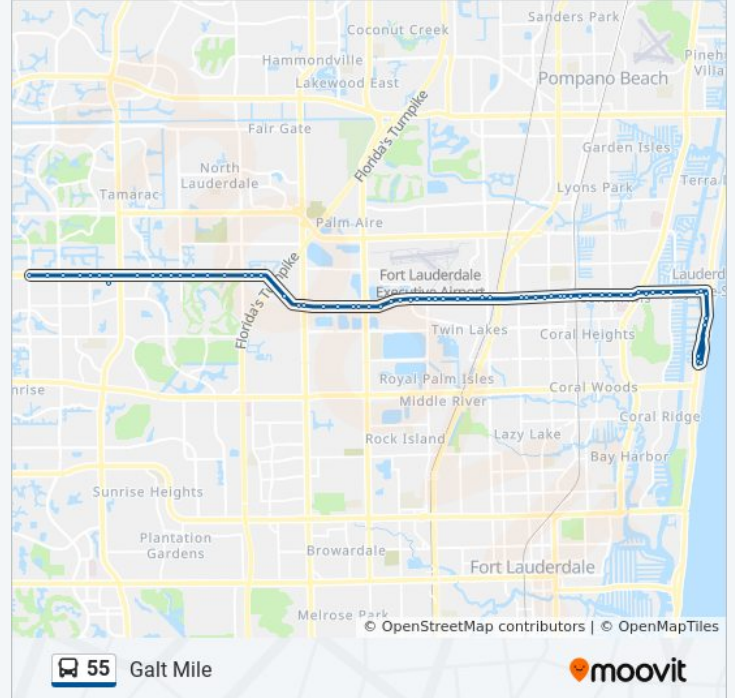 Sanders Park
Coconut Creek
Pineh
Villa
Hammondville
Pompano Beach
Lakewood East
Florida's Turnpike
Fair Gate
Garden Isles
North
Lauderdale
Tamarac
Lyons Park
Terra
Palm Aire
Florida's Turnpike
Fort Lauderdale
Executive Airport
Lauderd
Twin Lakes
Coral Heights
nrise
Royal Palm Isles
Coral Woods
Middle River
Coral Ridge
Rock Island
Lazy Lake
Bay Harbor
Sunrise Heights
Plantation
Gardens
Browardale
Fort Lauderdale
Melrose Park
© OpenStreetMap contributors | © OpenMapTiles
55 Galt Mile
moovit